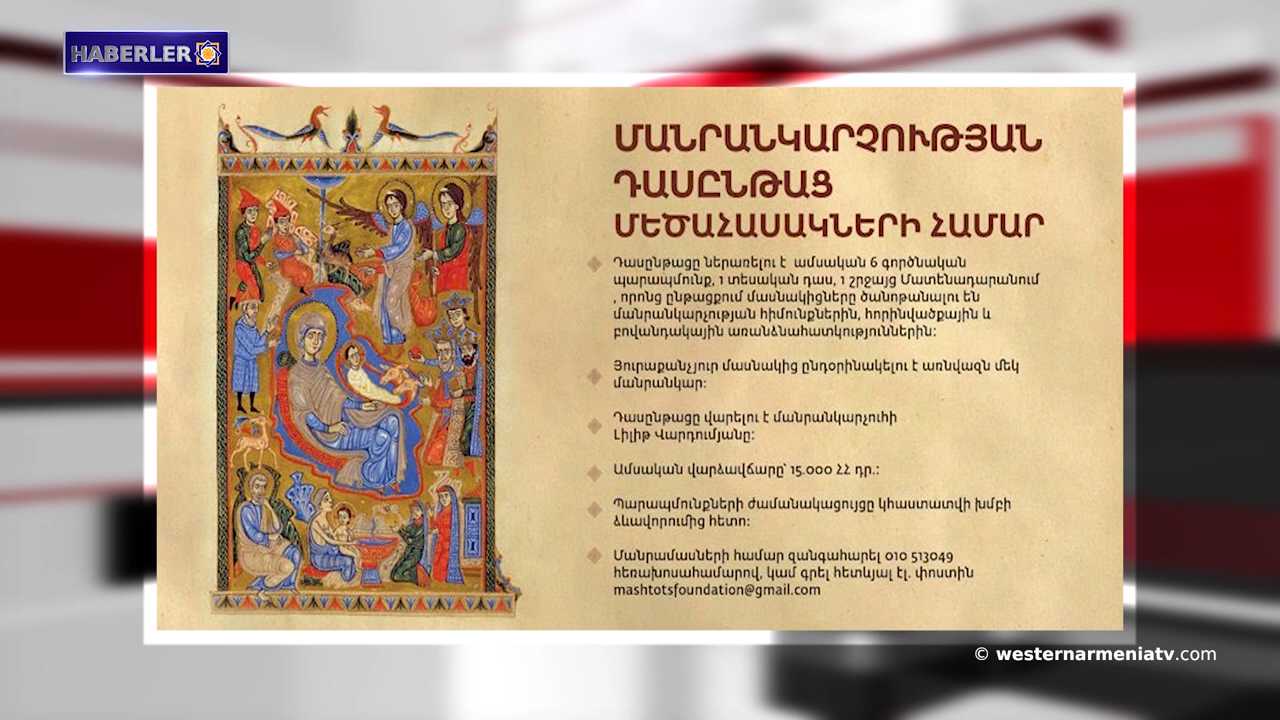 HABERLER
ՄԱՆՐԱՆԿԱՐՉՈՒԹՅԱՆ
ԴԱՍԸՆԹԱՑ
ՄԵԾԱՀԱՍԱԿՆԵՐԻ ՀԱՄԱՐ
Դասընթացը ներառելու է ամսական 6 գործնական
պարապմունք, 1 տեսական դաս, 1 շրջայց Մատենադարանում
, որոնց ընթացքում մասնակիցները ծանոթանալու են
մանրանկարչության հիմունքներին, հորինվածքային և
բովանդակային առանձնահատկություններին:
Յուրաքանչյուր մասնակից ընդօրինակելու է առնվազն մեկ
մանրանկար:
Դասընթացը վարելու է մանրանկարչուհի
Լիլիթ Վարդումյանը:
Ամսական վարձավճարը՝ 15.000 ՀՀ դր.:
Պարապմունքների ժամանակացույցը կհաստատվի խմբի
ձևավորումից հետո:
Մանրամասների համար զանգահարել 010 513049
հեռախոսահամարով, կամ գրել հետևյալ էլ. փոստին
mashtotsfoundation@gmail.com
© westernarmeniatv.com